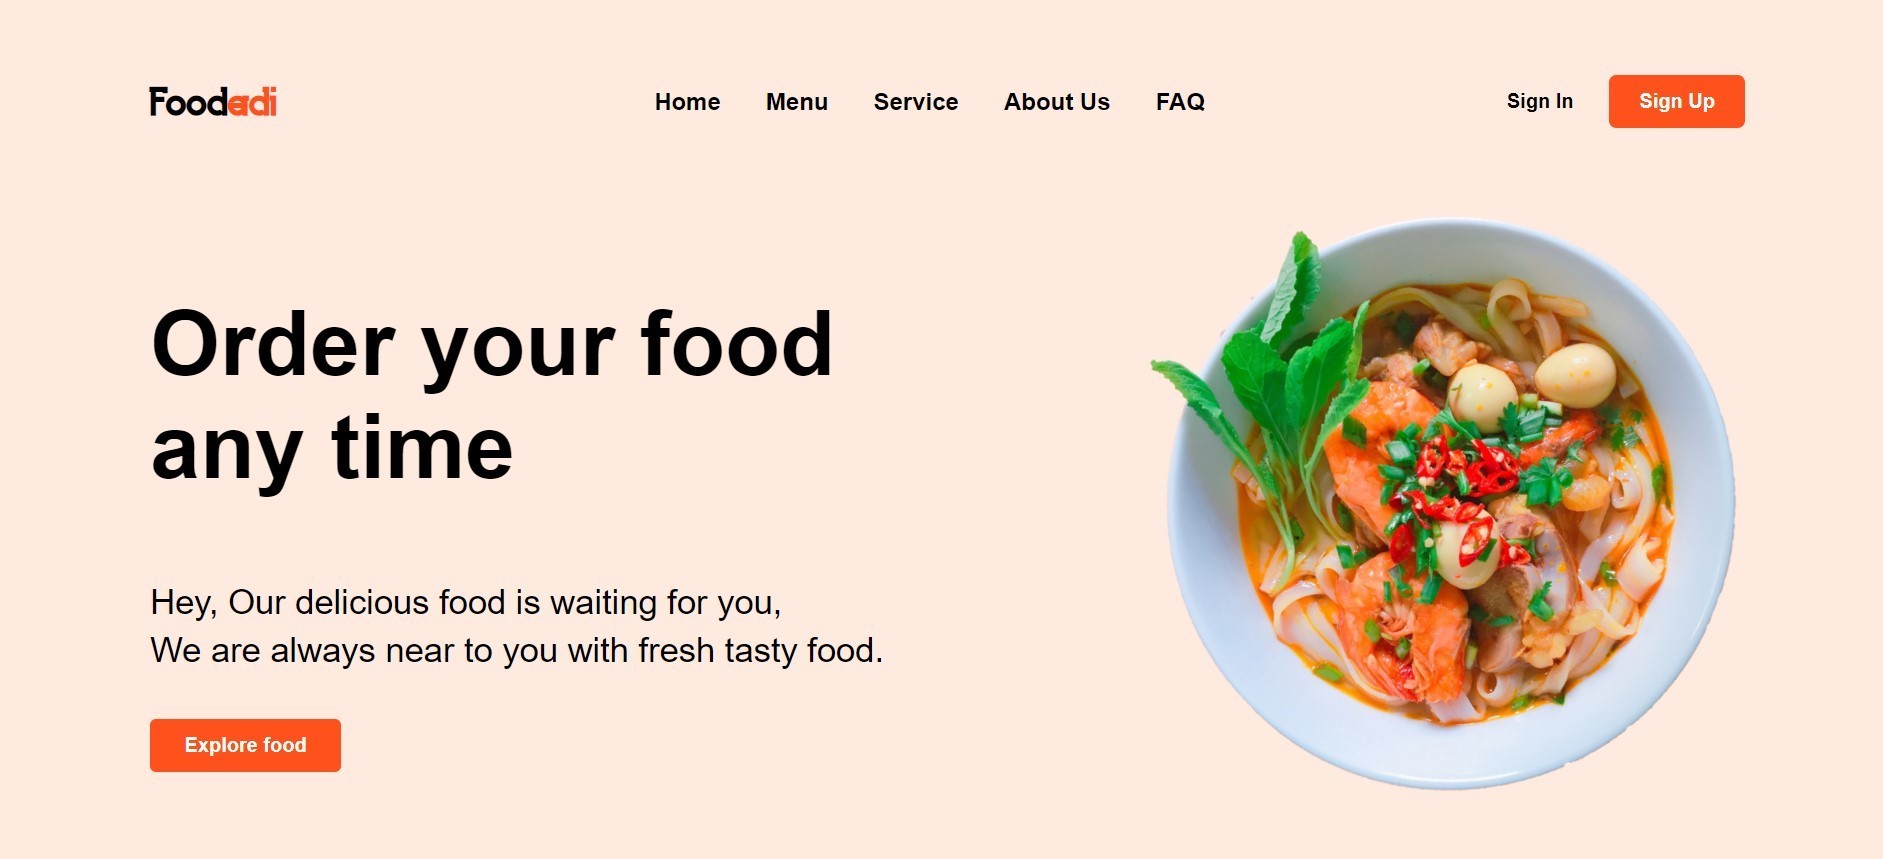 Foodeadi
Home Menu Service About Us FAQ
Sign In Sign Up
Order your food
any time
Hey, Our delicious food is waiting for you,
We are always near to you with fresh tasty food.
Explore food